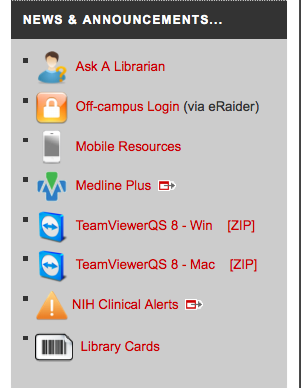 NEWS & ANNOUNCEMENTS...
Ask A Librarian
Off-campus Login (via eRaider)
Mobile Resources
Medline Plus
TeamViewerQS 8 - Win [ZIP]
TeamViewerQS 8 - Mac [ZIP]
NIH Clinical Alerts
Library Cards